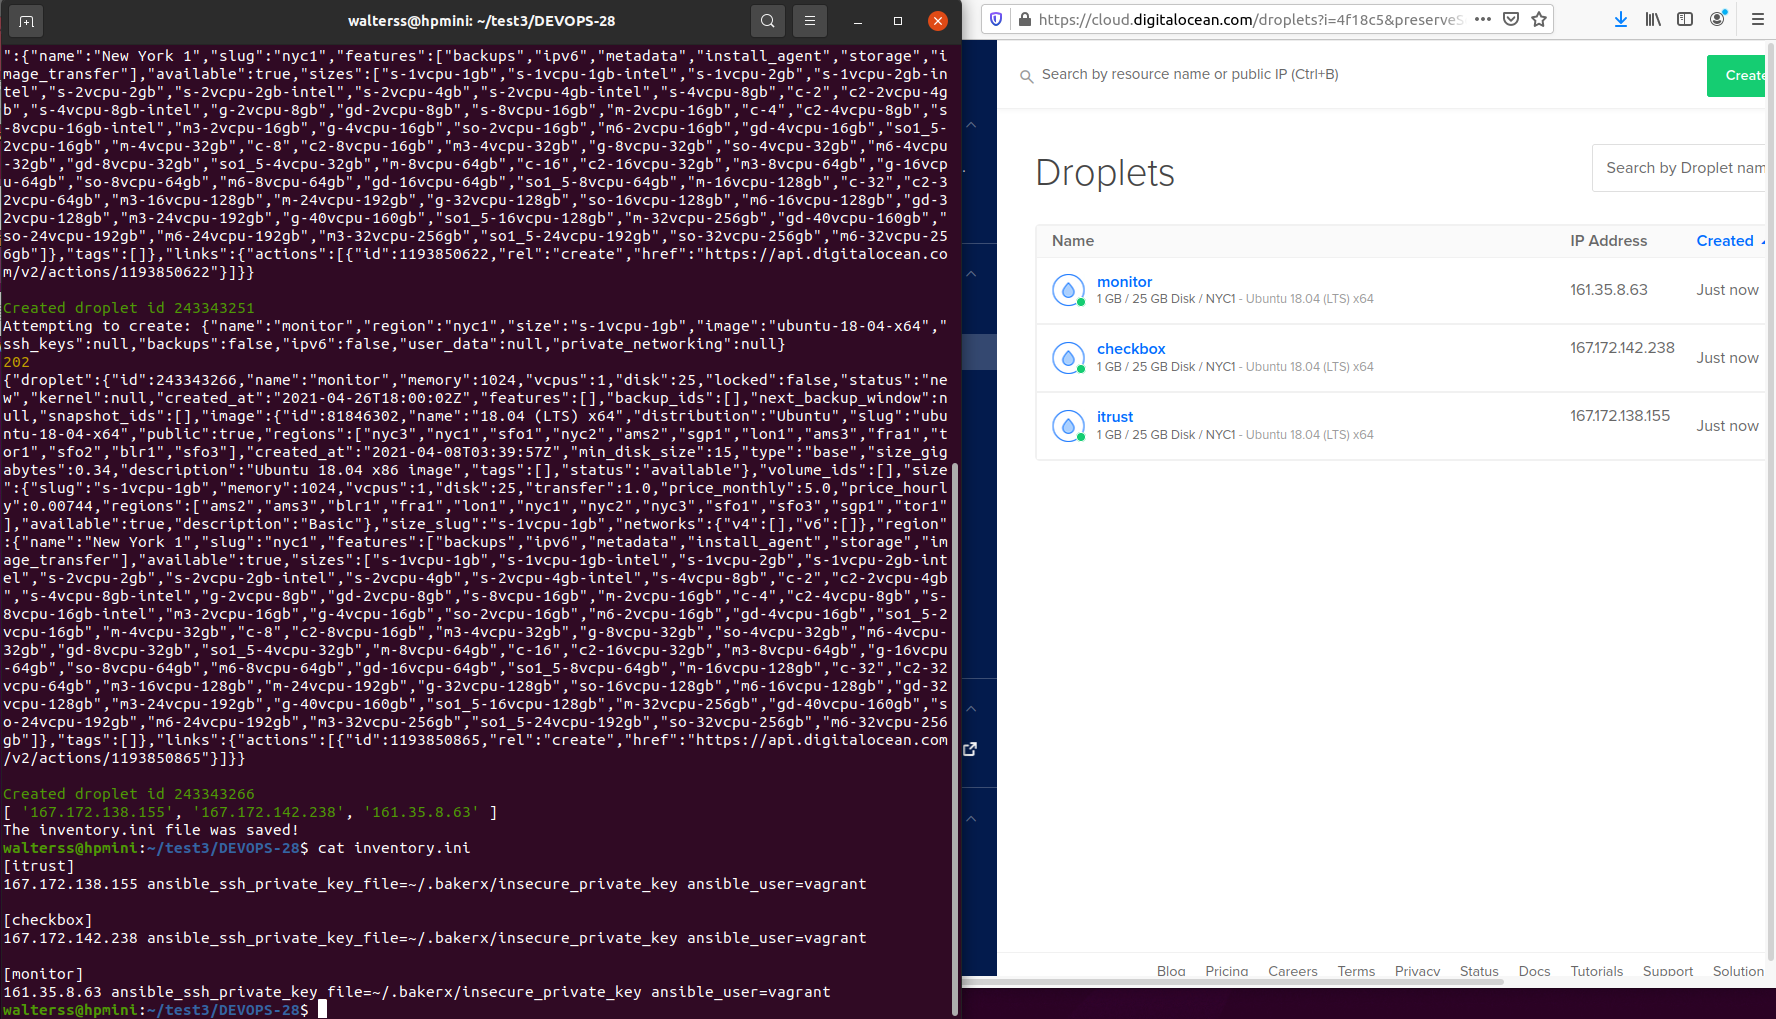 walterss@hpmini: ~/test3/DEVOPS-28
":{"name":"New York 1","slug":"nyc1","features":["backups","ipv6","metadata","install_agent","storage","i
mage_transfer"],"available":true,"sizes":["s-1vcpu-1gb","s-1vcpu-1gb-intel","s-1vcpu-2gb","s-1vcpu-2gb-in
tel","s-2vcpu-2gb","s-2vcpu-2gb-intel","s-2vcpu-4gb","s-2vcpu-4gb-intel","s-4vcpu-8gb","c-2","c2-2vcpu-4g
b","s-4vcpu-8gb-intel","g-2vcpu-8gb","gd-2vcpu-8gb","s-8vcpu-16gb","m-2vcpu-16gb","c-4","c2-4vcpu-8gb","s
-8vcpu-16gb-intel","m3-2vcpu-16gb","g-4vcpu-16gb","so-2vcpu-16gb","m6-2vcpu-16gb","gd-4vcpu-16gb","so1_5-
2vcpu-16gb","m-4vcpu-32gb","c-8","c2-8vcpu-16gb","m3-4vcpu-32gb","g-8vcpu-32gb","so-4vcpu-32gb","m6-4vcpu
-32gb","gd-8vcpu-32gb","so1_5-4vcpu-32gb","m-8vcpu-64gb","c-16","c2-16vcpu-32gb","m3-8vcpu-64gb","g-16vcp
u-64gb","so-8vcpu-64gb","m6-8vcpu-64gb","gd-16vcpu-64gb","so1_5-8vcpu-64gb","m-16vcpu-128gb","c-32","c2-3
2vcpu-64gb","m3-16vcpu-128gb","m-24vcpu-192gb","g-32vcpu-128gb","so-16vcpu-128gb","m6-16vcpu-128gb","gd-3
2vcpu-128gb","m3-24vcpu-192gb","g-40vcpu-160gb","so1_5-16vcpu-128gb","m-32vcpu-256gb","gd-40vcpu-160gb","
so-24vcpu-192gb","m6-24vcpu-192gb","m3-32vcpu-256gb","so1_5-24vcpu-192gb","so-32vcpu-256gb","m6-32vcpu-25
6gb"]},"tags":[]},"links":{"actions":[{"id":1193850622,"rel":"create","href":"https://api.digitalocean.co
m/v2/actions/1193850622"}]}}
Created droplet id 243343251
Attempting to create: {"name":"monitor","region":"nyc1","size":"s-1vcpu-1gb","image":"ubuntu-18-04-x64","
ssh_keys":null,"backups":false,"ipv6":false,"user_data":null,"private_networking":null}
202
{"droplet":{"id":243343266,"name":"monitor","memory":1024,"vcpus":1,"disk":25,"locked":false,"status":"ne
w","kernel":null,"created_at":"2021-04-26T18:00:02Z","features":[],"backup_ids":[],"next_backup_window":n
ull,"snapshot_ids":[],"image":{"id":81846302,"name":"18.04 (LTS) x64","distribution":"Ubuntu","slug":"ubu
ntu-18-04-x64","public":true,"regions":["nyc3","nyc1","sfo1","nyc2","ams2","sgp1","lon1","ams3","fra1","t
or1","sfo2","blr1","sfo3"],"created_at":"2021-04-08T03:39:57Z","min_disk_size":15,"type":"base","size_gig
abytes":0.34,"description":"Ubuntu 18.04 x86 image","tags":[],"status":"available"},"volume_ids":[],"size
":{"slug":"s-1vcpu-1gb","memory":1024,"vcpus":1,"disk":25,"transfer":1.0,"price_monthly":5.0,"price_hourl
y":0.00744,"regions":["ams2","ams3","blr1","fra1","lon1","nyc1","nyc2","nyc3","sfo1","sfo3","sgp1","tor1"
],"available":true,"description":"Basic"},"size_slug":"s-1vcpu-1gb","networks":{"v4":[],"v6":[]},"region"
:{"name":"New York 1","slug":"nyc1","features":["backups","ipv6","metadata","install_agent","storage","im
age_transfer"],"available":true,"sizes":["s-1vcpu-1gb","s-1vcpu-1gb-intel","s-1vcpu-2gb","s-1vcpu-2gb-int
el","s-2vcpu-2gb","s-2vcpu-2gb-intel","s-2vcpu-4gb","s-2vcpu-4gb-intel","s-4vcpu-8gb","c-2","c2-2vcpu-4gb
","s-4vcpu-8gb-intel","g-2vcpu-8gb","gd-2vcpu-8gb","s-8vcpu-16gb","m-2vcpu-16gb","c-4","c2-4vcpu-8gb","s-
8vcpu-16gb-intel","m3-2vcpu-16gb","g-4vcpu-16gb","so-2vcpu-16gb","m6-2vcpu-16gb","gd-4vcpu-16gb","so1_5-2
vcpu-16gb","m-4vcpu-32gb","c-8","c2-8vcpu-16gb","m3-4vcpu-32gb","g-8vcpu-32gb","so-4vcpu-32gb","m6-4vcpu-
32gb","gd-8vcpu-32gb","so1_5-4vcpu-32gb","m-8vcpu-64gb","c-16","c2-16vcpu-32gb","m3-8vcpu-64gb","g-16vcpu
-64gb","so-8vcpu-64gb","m6-8vcpu-64gb","gd-16vcpu-64gb","so1_5-8vcpu-64gb","m-16vcpu-128gb","c-32","c2-32
vcpu-64gb","m3-16vcpu-128gb","m-24vcpu-192gb","g-32vcpu-128gb","so-16vcpu-128gb","m6-16vcpu-128gb","gd-32
vcpu-128gb","m3-24vcpu-192gb","g-40vcpu-160gb","so1_5-16vcpu-128gb","m-32vcpu-256gb","gd-40vcpu-160gb","s
o-24vcpu-192gb","m6-24vcpu-192gb","m3-32vcpu-256gb","so1_5-24vcpu-192gb","so-32vcpu-256gb","m6-32vcpu-256
gb"]},"tags":[]},"links":{"actions":[{"id":1193850865,"rel":"create","href":"https://api.digitalocean.com
/v2/actions/1193850865"}]}}
Created droplet id 243343266
[ '167.172.138.155', '167.172.142.238', '161.35.8.63' ]
The inventory.ini file was saved!
walterss@hpmini:~/test3/DEVOPS-28$ cat inventory.ini
[itrust]
167.172.138.155 ansible_ssh_private_key_file=~/.bakerx/insecure_private_key ansible_user=vagrant
[checkbox]
167.172.142.238 ansible_ssh_private_key_file=~/.bakerx/insecure_private_key ansible_user=vagrant
[monitor]
161.35.8.63 ansible_ssh_private_key_file=~/.bakerx/insecure_private_key ansible_user=vagrant
walterss@hpmini:~/test3/DEVOPS-28$
https://cloud.digitalocean.com/droplets?i=4f18c5&preserveS
Search by resource name or public IP (Ctrl+B)
Create
Droplets
Search by Droplet nam
Name IP Address Created
monitor
1 GB / 25 GB Disk / NYC1 - Ubuntu 18.04 (LTS) x64
161.35.8.63 Just now
checkbox
1 GB / 25 GB Disk / NYC1 - Ubuntu 18.04 (LTS) x64
167.172.142.238 Just now
itrust
1 GB / 25 GB Disk / NYC1 - Ubuntu 18.04 (LTS) x64
167.172.138.155 Just now
Blog Pricing Careers Terms Privacy Status Docs Tutorials Support Solution